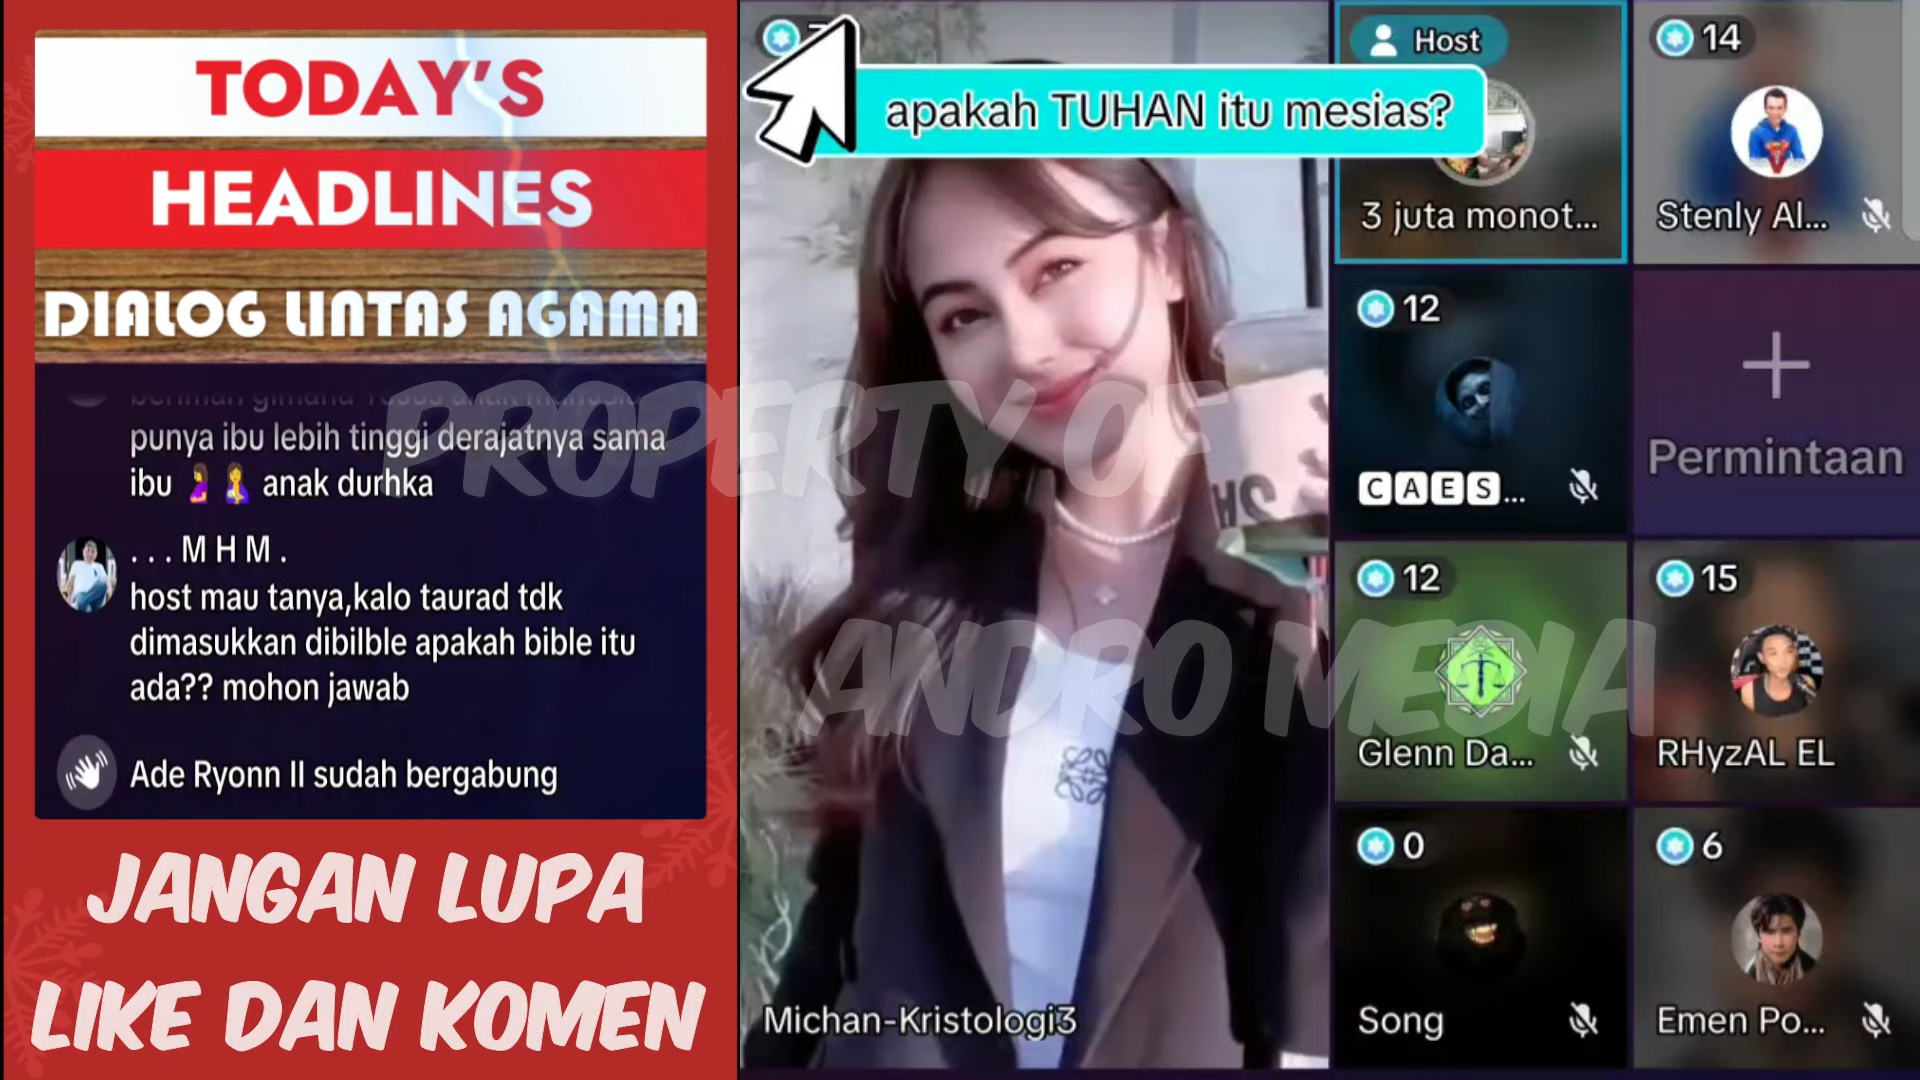 TODAY'S
HEADLINES
DIALOG LINTAS AGAMA
punya ibu lebih tinggi derajatnya sama
ibu 🤰🤱 anak durhka
. . . M H M .
host mau tanya,kalo taurad tdk
dimasukkan dibilble apakah bible itu
ada?? mohon jawab
Ade Ryonn II sudah bergabung
JANGAN LUPA
LIKE DAN KOMEN
apakah TUHAN itu mesias?
Michan-Kristologi3
Host
3 juta monot...
14
Stenly Al...
12
CAES...
Permintaan
12
Glenn Da...
15
RHyzAL EL
0
Song
6
Emen Po...
PROPERTY OF
ANDRO MEDIA